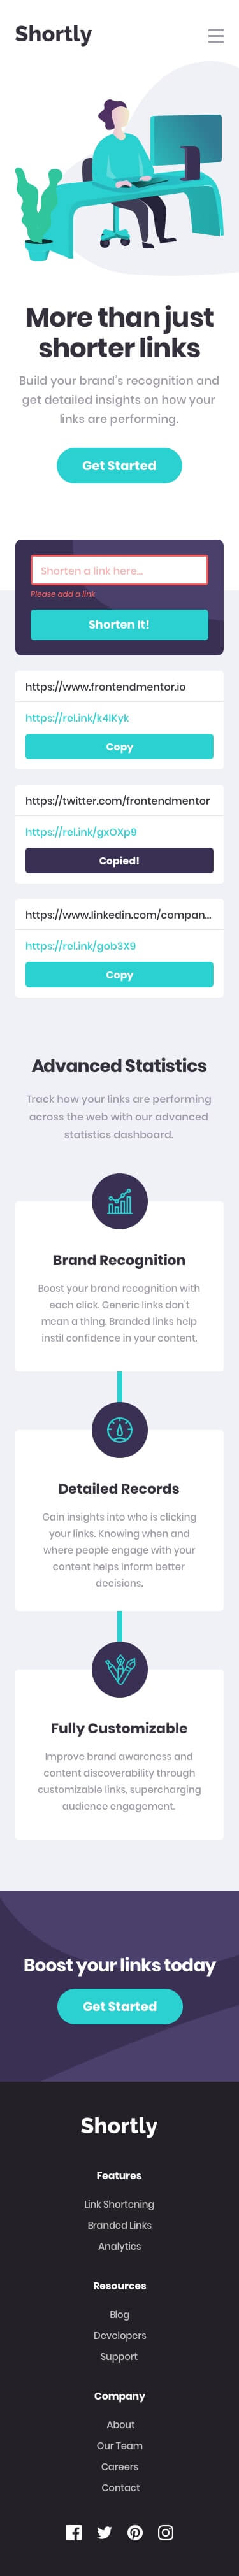 Shortly
More than just
shorter links
Build your brand's recognition and
get detailed insights on how your
links are performing.
Get Started
Shorten a link here...
Please add a link
Shorten It!
https://www.frontendmentor.io
https://rel.ink/k4lKyk
Copy
https://twitter.com/frontendmentor
https://rel.ink/gxOXp9
Copied!
https://www.linkedin.com/compan...
https://rel.ink/gob3X9
Copy
Advanced Statistics
Track how your links are performing
across the web with our advanced
statistics dashboard.
Brand Recognition
Boost your brand recognition with
each click. Generic links don't
mean a thing. Branded links help
instil confidence in your content.
Detailed Records
Gain insights into who is clicking
your links. Knowing when and
where people engage with your
content helps inform better
decisions.
Fully Customizable
Improve brand awareness and
content discoverability through
customizable links, supercharging
audience engagement.
Boost your links today
Get Started
Shortly
Features
Link Shortening
Branded Links
Analytics
Resources
Blog
Developers
Support
Company
About
Our Team
Careers
Contact